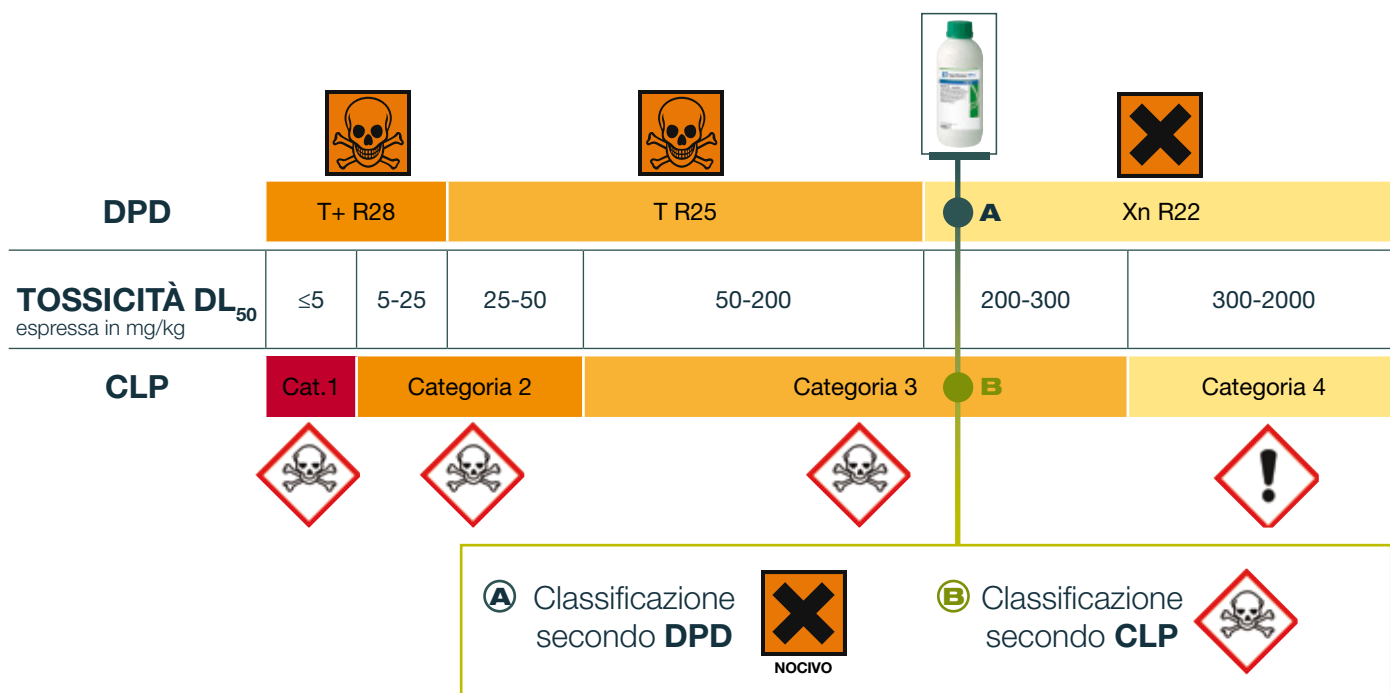 DPD
T+ R28
T R25
A
Xn R22
TOSSICITÀ DL50
espressa in mg/kg
≤5
5-25
25-50
50-200
200-300
300-2000
CLP
Cat.1
Categoria 2
Categoria 3
B
Categoria 4
A Classificazione
secondo DPD
NOCIVO
B Classificazione
secondo CLP